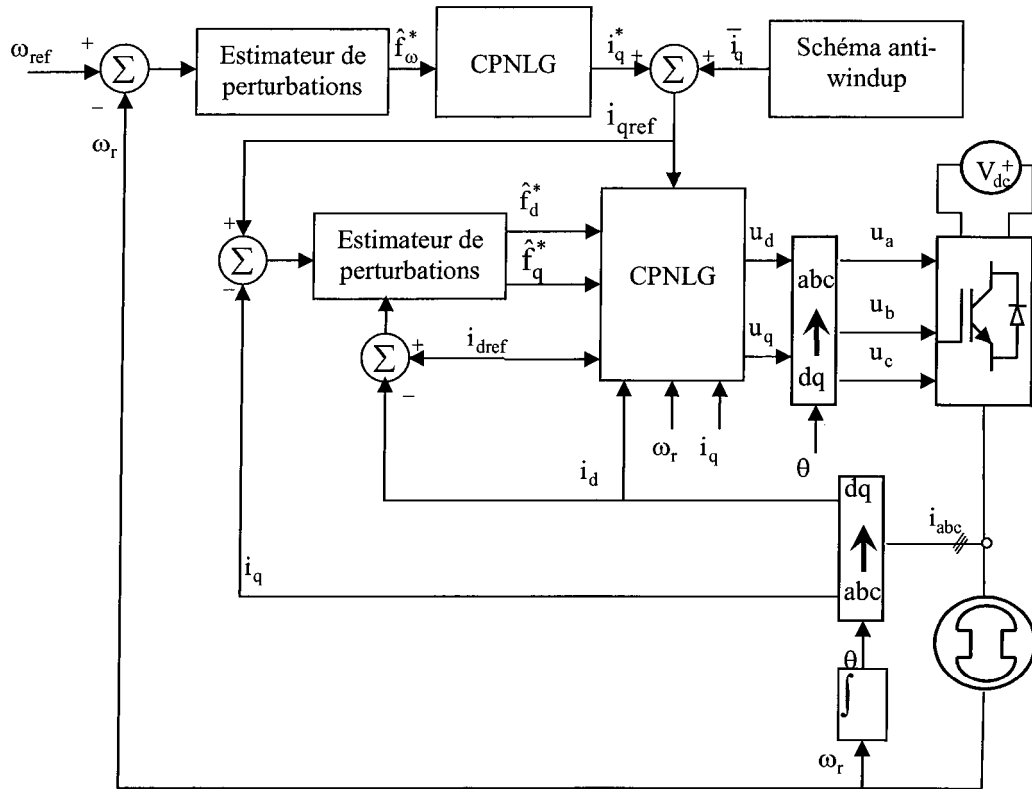 ω_ref
+
Σ
−
ω_r
Estimateur de
perturbations
f̂*_ω
CPNLG
i*_q
+
Σ
+
i̅_q
Schéma anti-
windup
i_qref
V_dc
+
+
Σ
−
Estimateur de
perturbations
f̂*_d
f̂*_q
CPNLG
u_d
u_q
abc
dq
θ
u_a
u_b
u_c
Σ
+
−
i_dref
ω_r
i_q
i_d
dq
abc
i_abc
i_q
θ
∫
ω_r